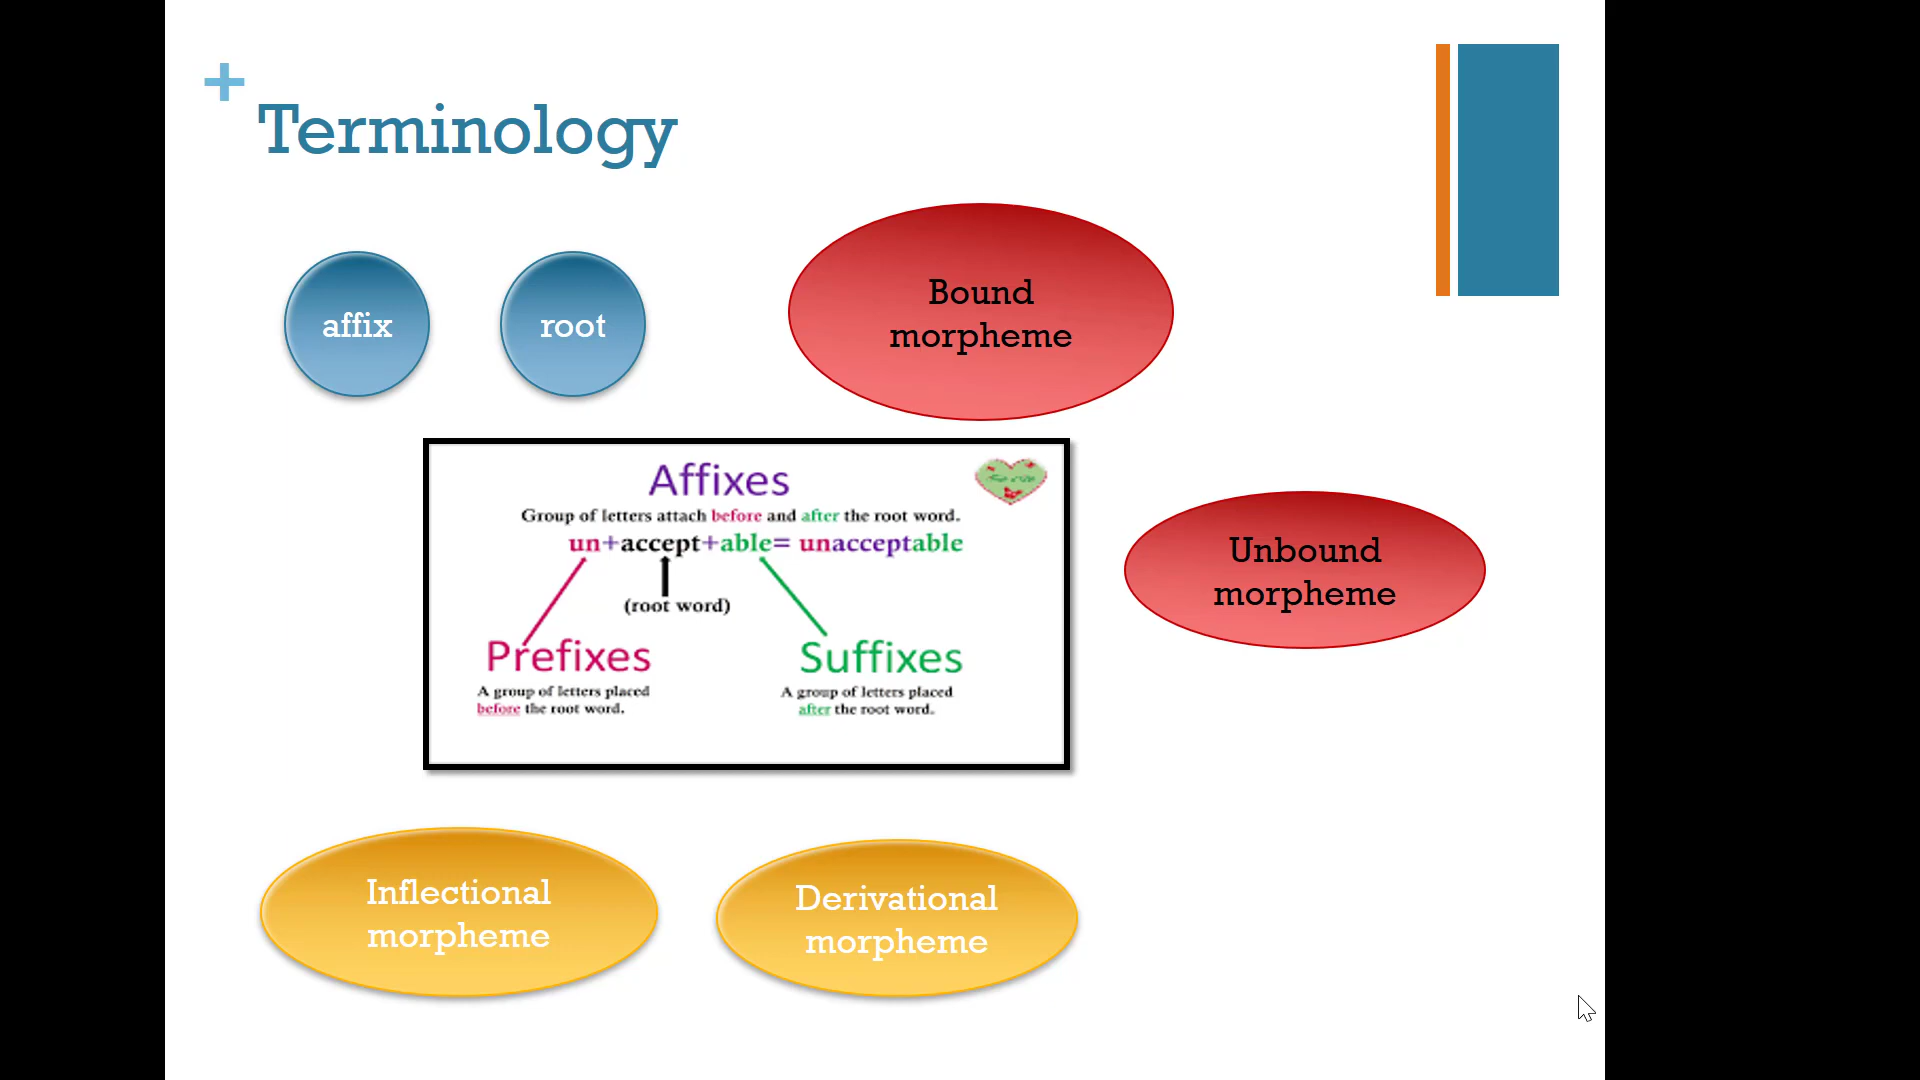 +
Terminology
affix
root
Bound
morpheme
Affixes
Group of letters attach before and after the root word.
un+accept+able= unacceptable
(root word)
Prefixes
A group of letters placed
before the root word.
Suffixes
A group of letters placed
after the root word.
Unbound
morpheme
Inflectional
morpheme
Derivational
morpheme